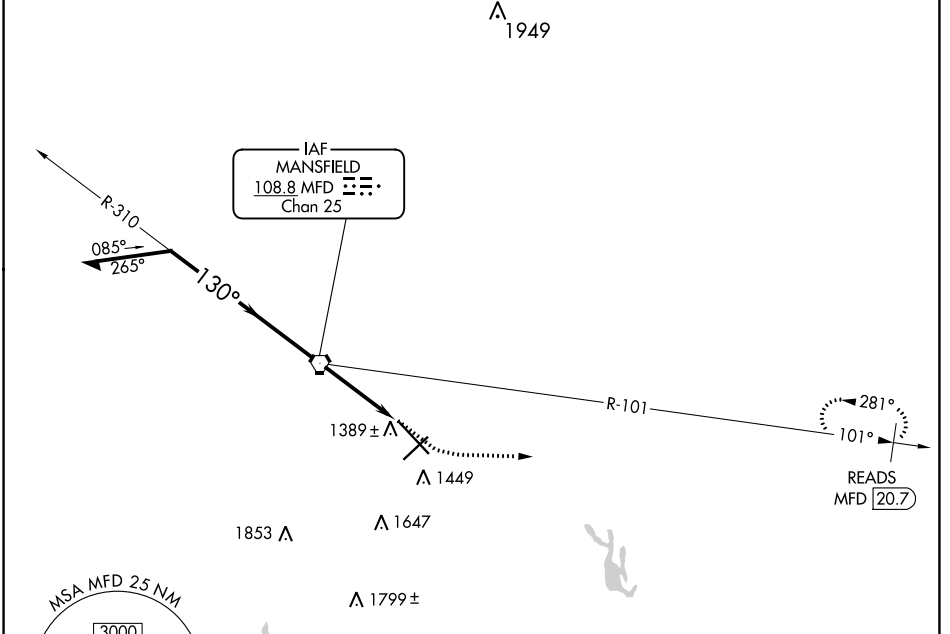 1949
IAF
MANSFIELD
108.8 MFD
Chan 25
R-310
085°
265°
130°
R-101
281°
101°
1389 ±
READS
MFD 20.7
1449
1647
1853
1799 ±
MSA MFD 25 NM
3000